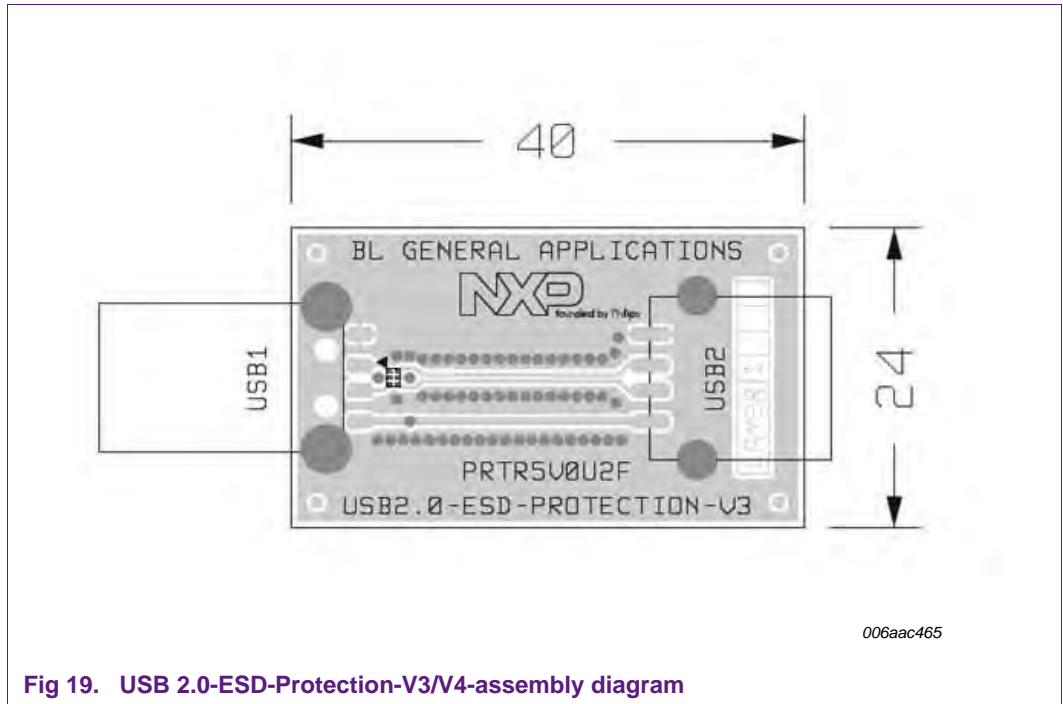 40
BL GENERAL APPLICATIONS
NXP
founded by Philips
USB1
USB2
24
PRTR5V0U2F
USB2.0-ESD-PROTECTION-V3
006aac465
Fig 19. USB 2.0-ESD-Protection-V3/V4-assembly diagram